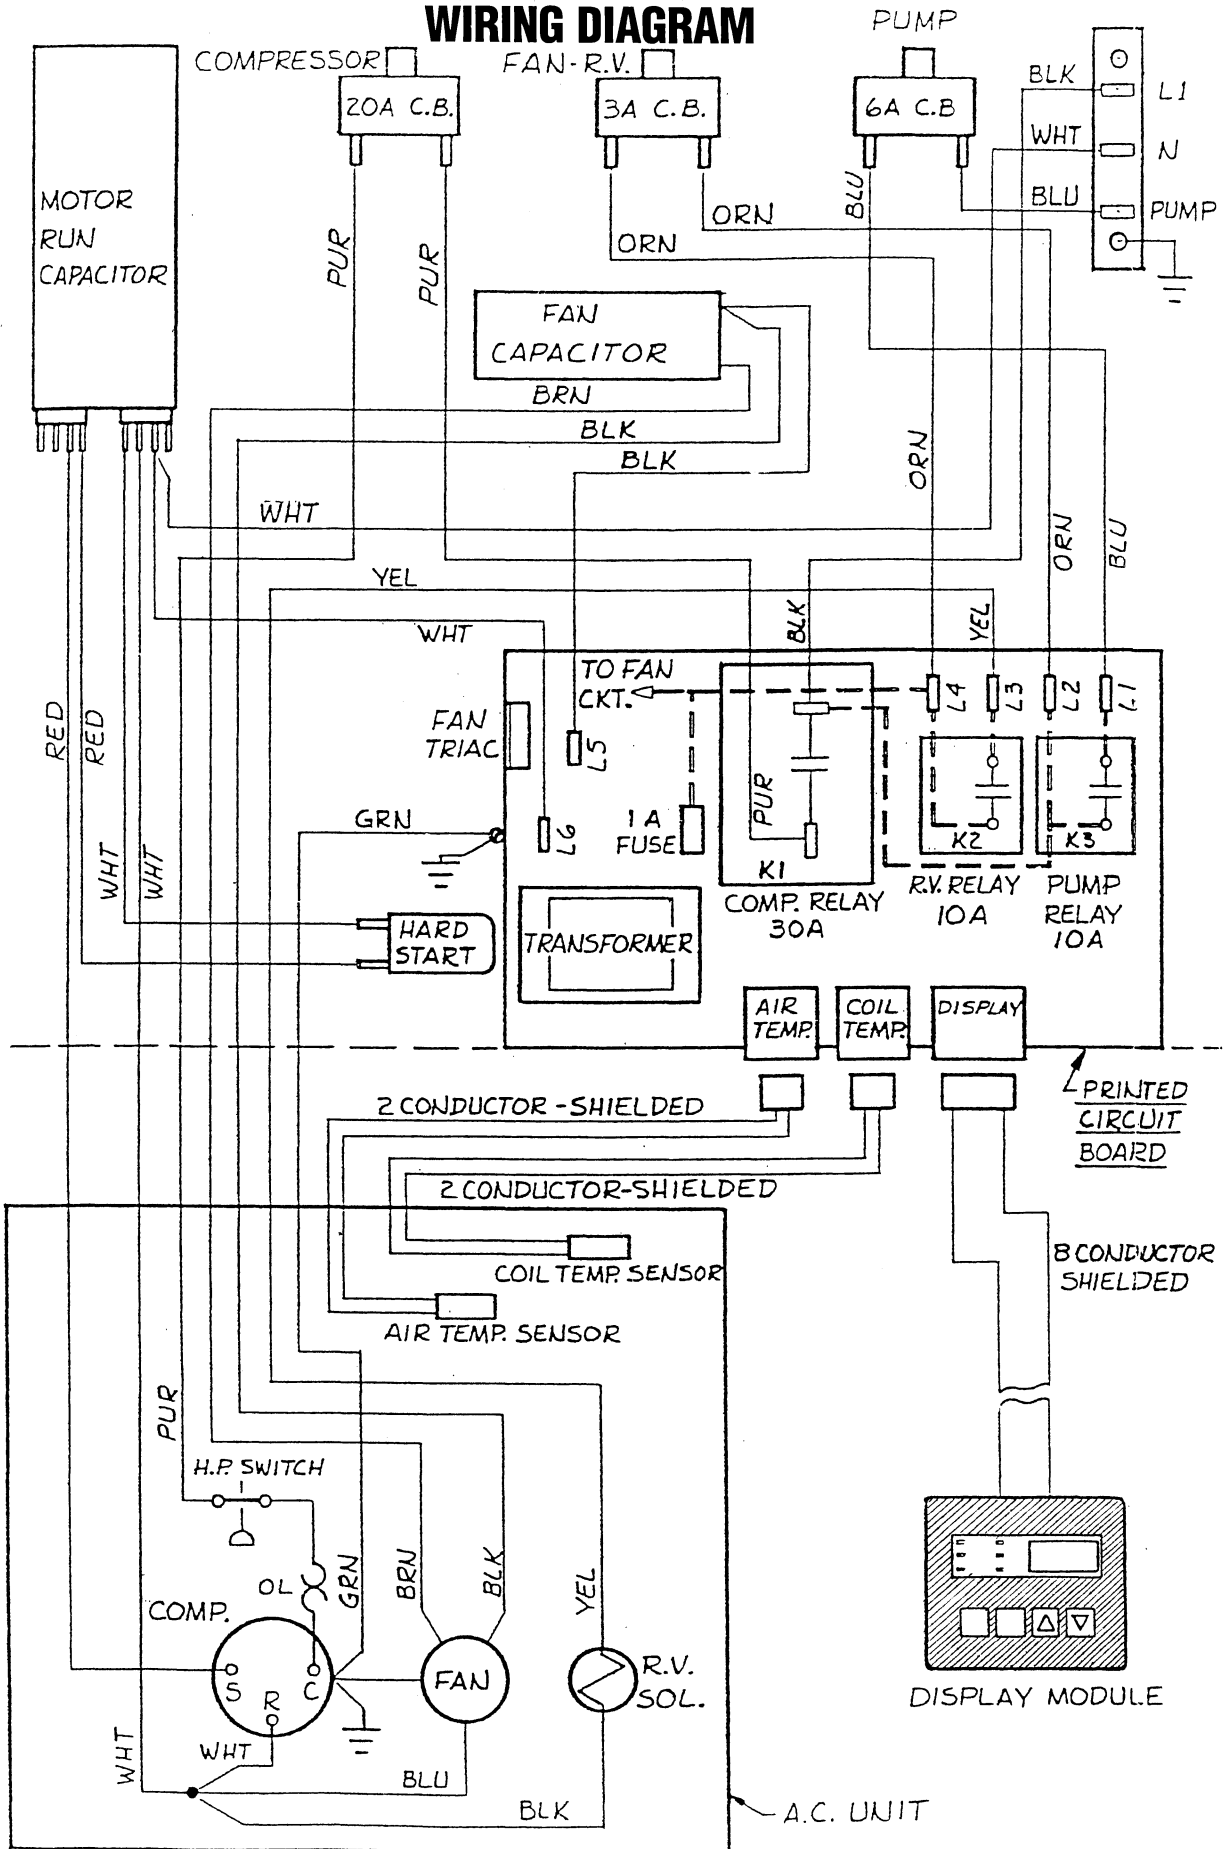 WIRING DIAGRAM
COMPRESSOR
FAN-R.V.
PUMP
20A C.B.
3A C.B.
6A C.B
BLK
L1
WHT
N
BLU
PUMP
MOTOR
RUN
CAPACITOR
PUR
PUR
ORN
ORN
BLU
FAN
CAPACITOR
BRN
BLK
BLK
WHT
ORN
ORN
BLU
YEL
WHT
BLK
YEL
TO FAN
CKT.
L4
L3
L2
L1
FAN
TRIAC
L5
RED
RED
PUR
GRN
L6
1 A
FUSE
K1
K2
K3
COMP. RELAY
30A
R.V. RELAY
10A
PUMP
RELAY
10A
WHT
WHT
HARD
START
TRANSFORMER
AIR
TEMP.
COIL
TEMP.
DISPLAY
PRINTED
CIRCUIT
BOARD
2 CONDUCTOR-SHIELDED
2 CONDUCTOR-SHIELDED
8 CONDUCTOR
SHIELDED
COIL TEMP. SENSOR
AIR TEMP. SENSOR
PUR
H.P. SWITCH
OL
GRN
BRN
BLK
YEL
COMP.
S
R
C
FAN
R.V.
SOL.
DISPLAY MODULE
WHT
WHT
BLU
BLK
A.C. UNIT